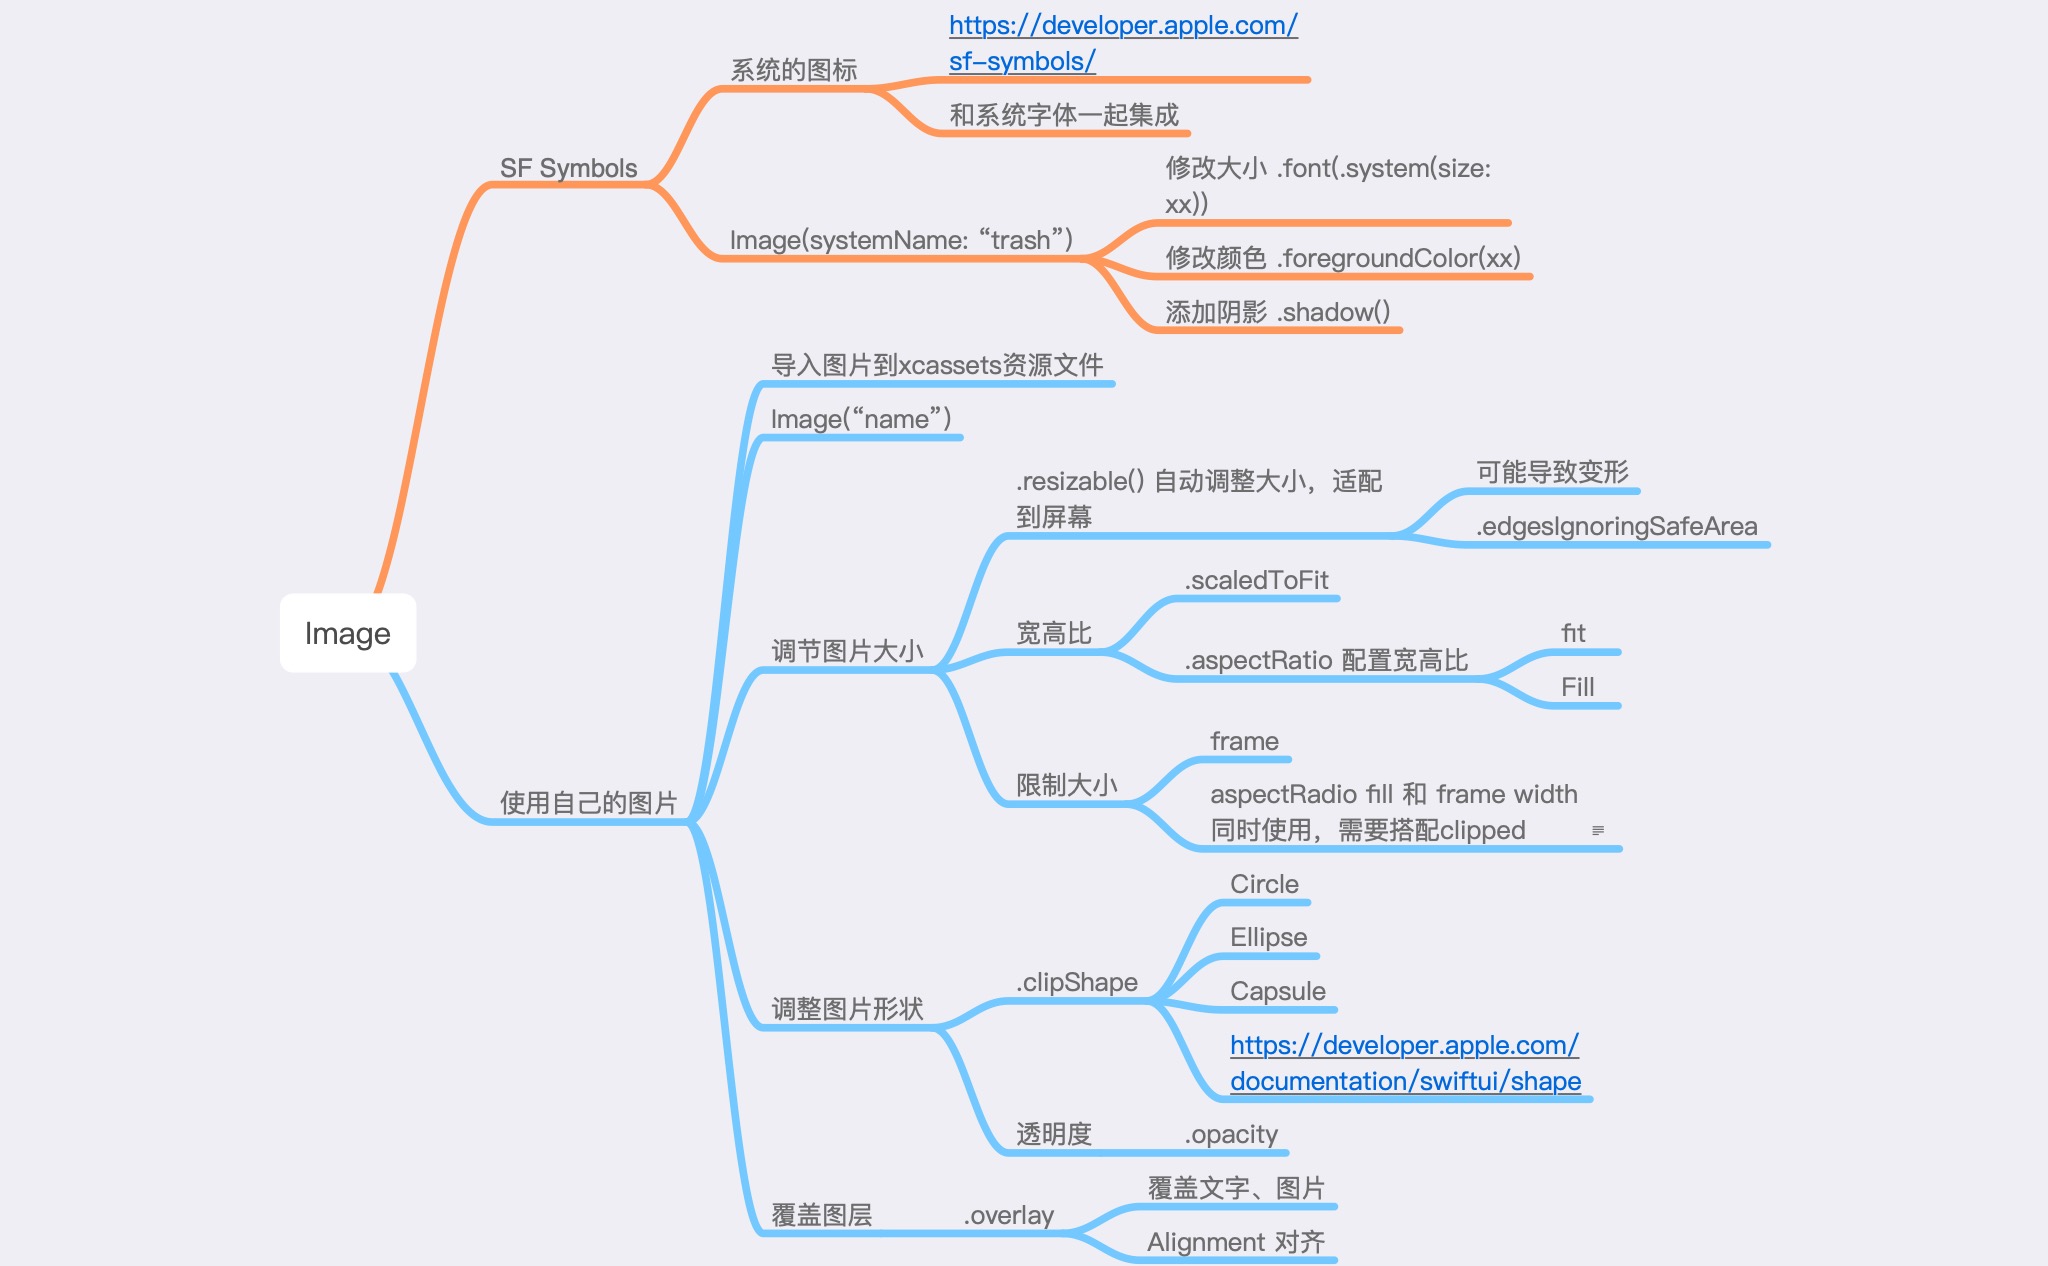 https://developer.apple.com/
sf-symbols/
系统的图标
和系统字体一起集成
SF Symbols
修改大小 .font(.system(size:
xx))
Image(systemName: “trash”)
修改颜色 .foregroundColor(xx)
添加阴影 .shadow()
导入图片到xcassets资源文件
Image(“name”)
.resizable() 自动调整大小，适配
到屏幕
可能导致变形
.edgesIgnoringSafeArea
Image
调节图片大小
宽高比
.scaledToFit
.aspectRatio 配置宽高比
fit
Fill
限制大小
frame
aspectRadio fill 和 frame width
同时使用，需要搭配clipped
使用自己的图片
调整图片形状
.clipShape
Circle
Ellipse
Capsule
https://developer.apple.com/
documentation/swiftui/shape
透明度
.opacity
覆盖图层
.overlay
覆盖文字、图片
Alignment 对齐